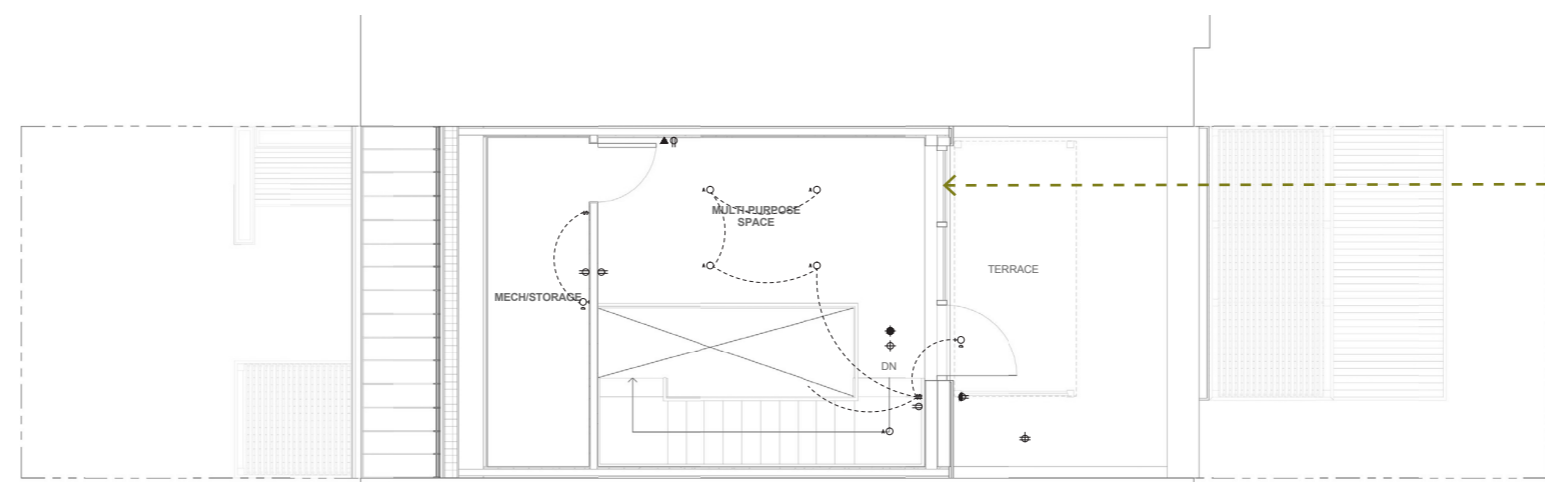 MULTI-PURPOSE
SPACE
TERRACE
MECH/STORAGE
DN